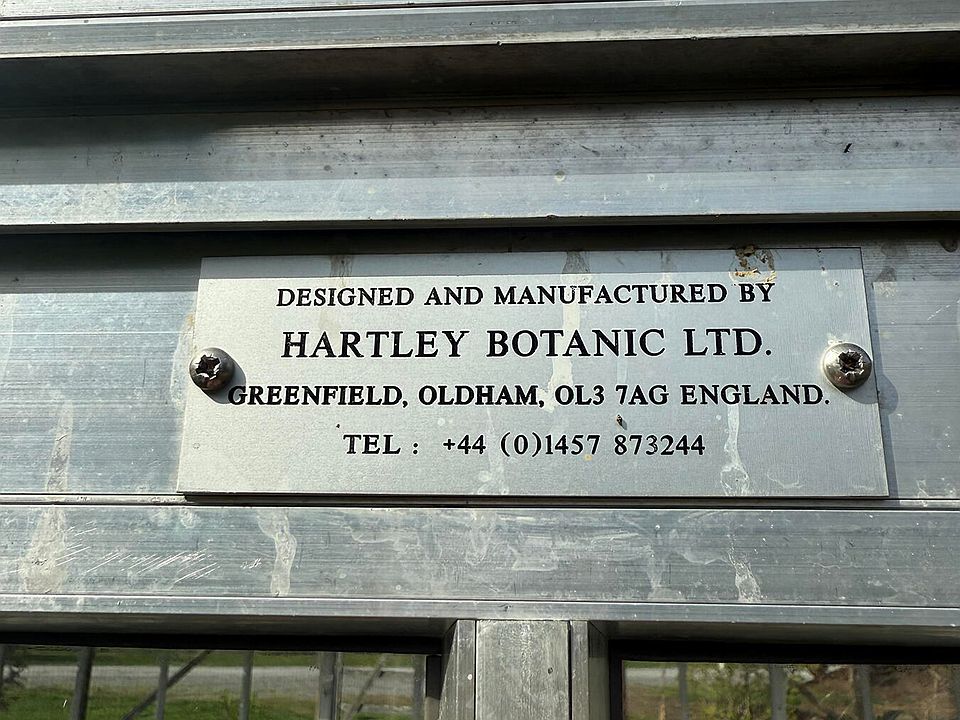 DESIGNED AND MANUFACTURED BY
HARTLEY BOTANIC LTD.
GREENFIELD, OLDHAM, OL3 7AG ENGLAND.
TEL : +44 (0)1457 873244